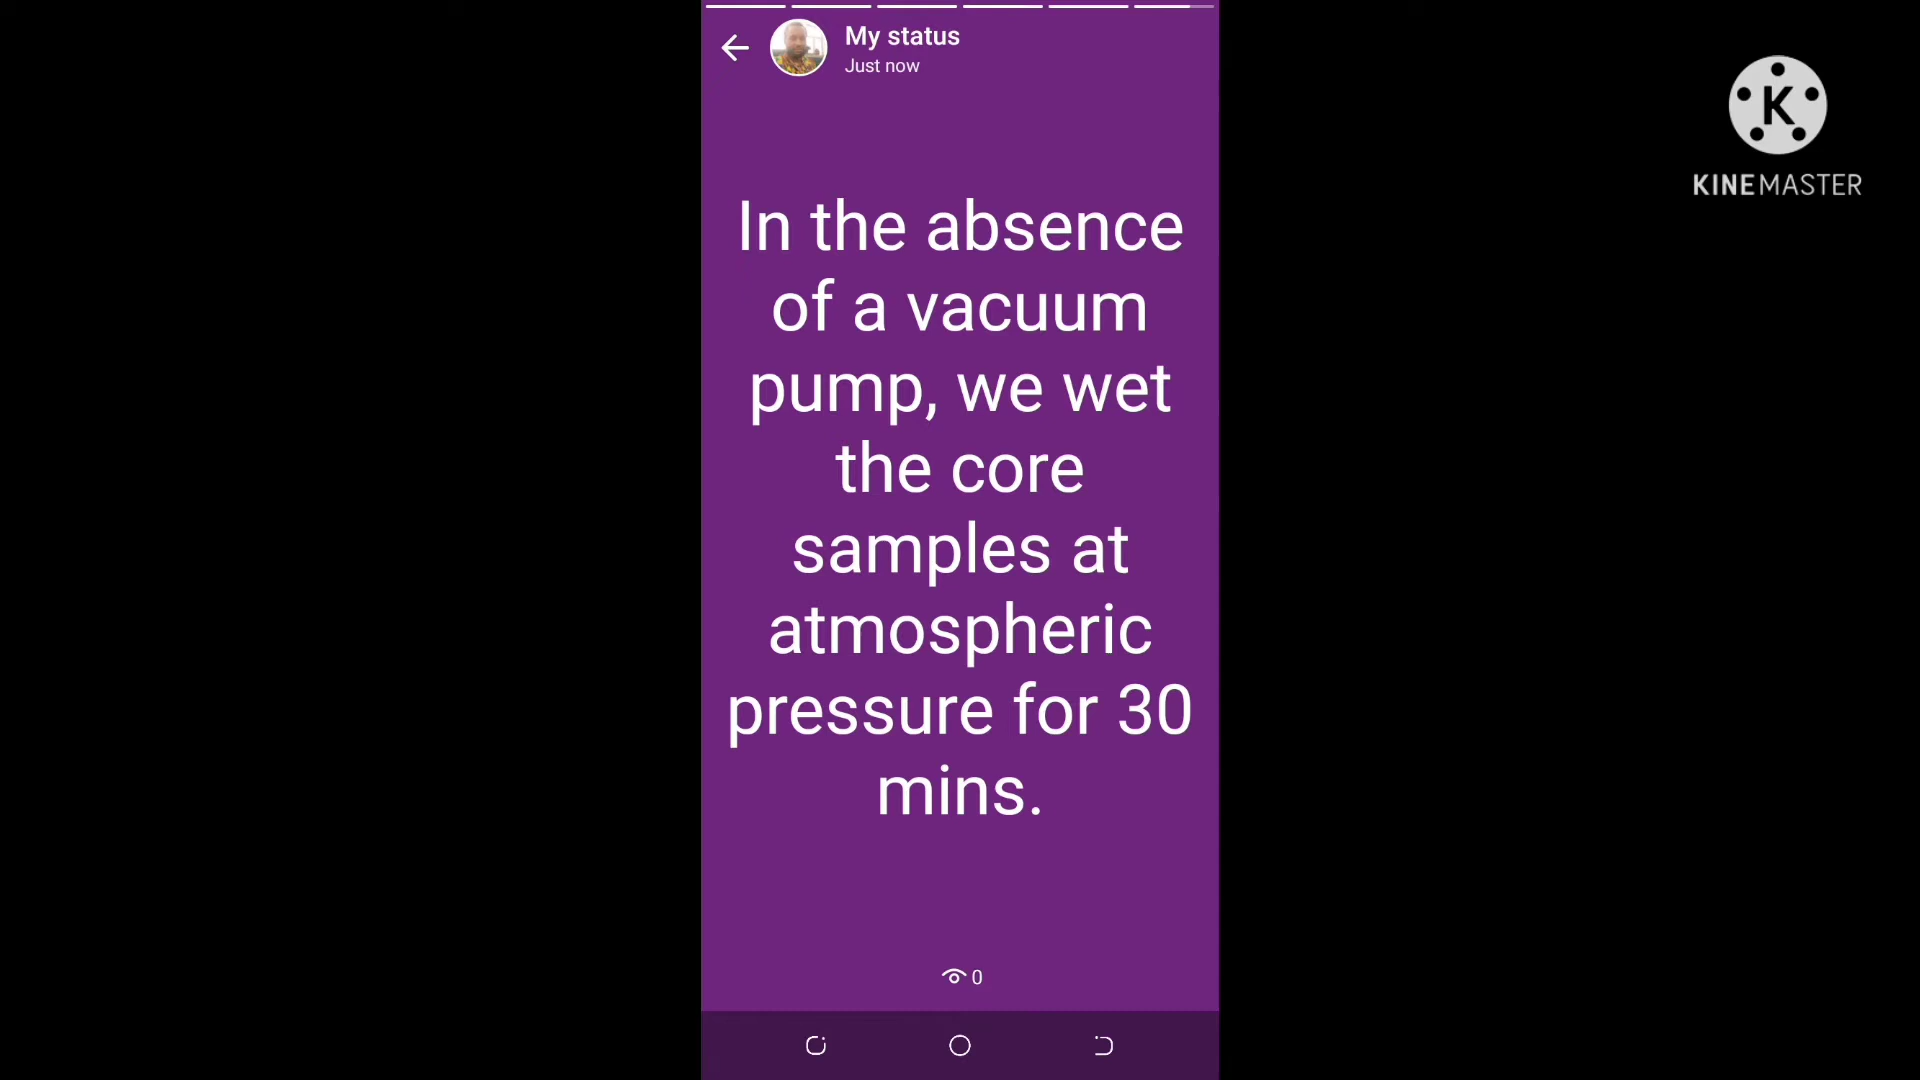 My status
Just now
KINEMASTER
In the absence
of a vacuum
pump, we wet
the core
samples at
atmospheric
pressure for 30
mins.
0